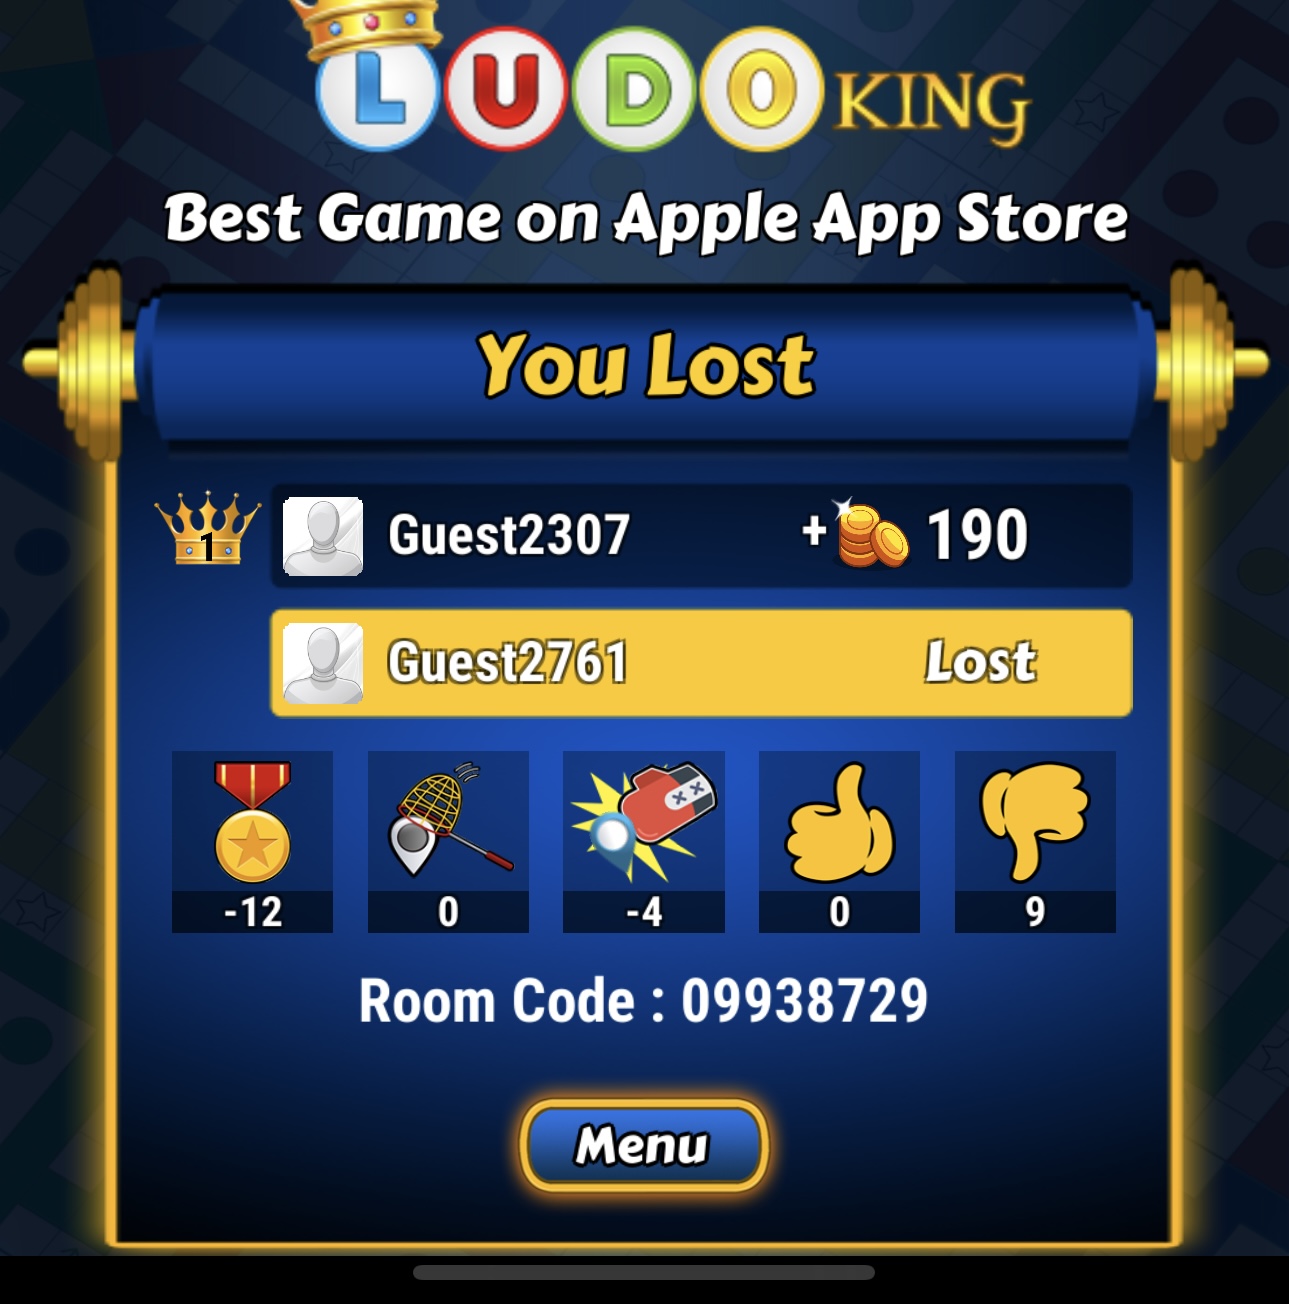 LUDO KING
Best Game on Apple App Store
You Lost
1 Guest2307 + 190
Guest2761 Lost
-12 0 -4 0 9
Room Code : 09938729
Menu